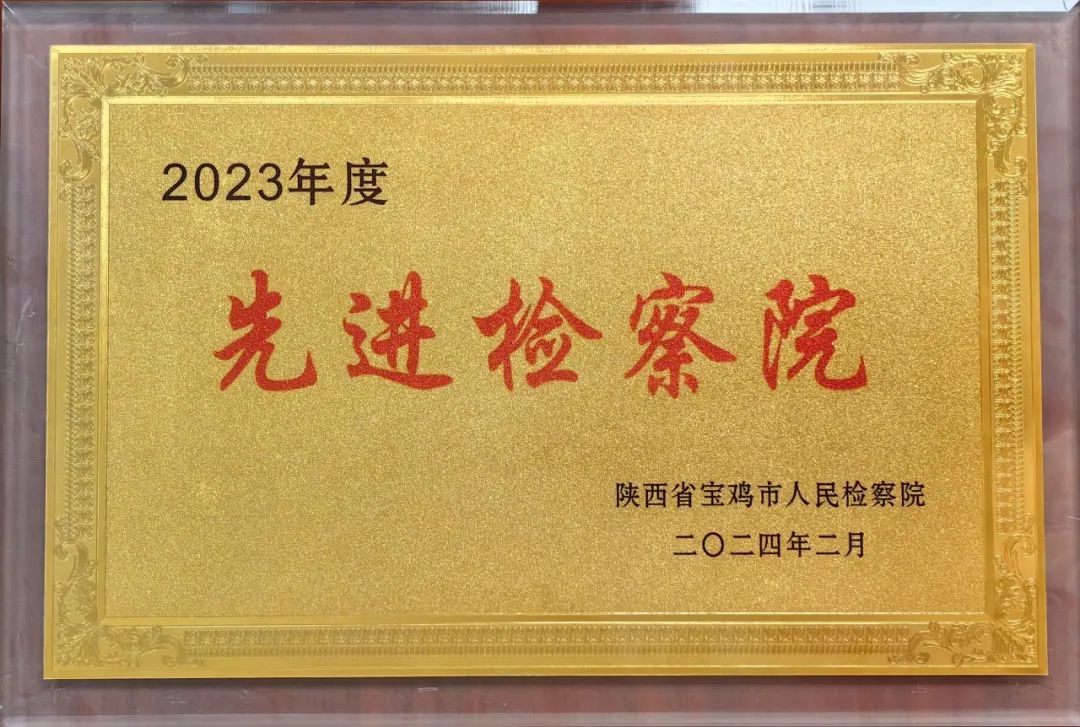 2023年度
先进检察院
陕西省宝鸡市人民检察院
二〇二四年二月